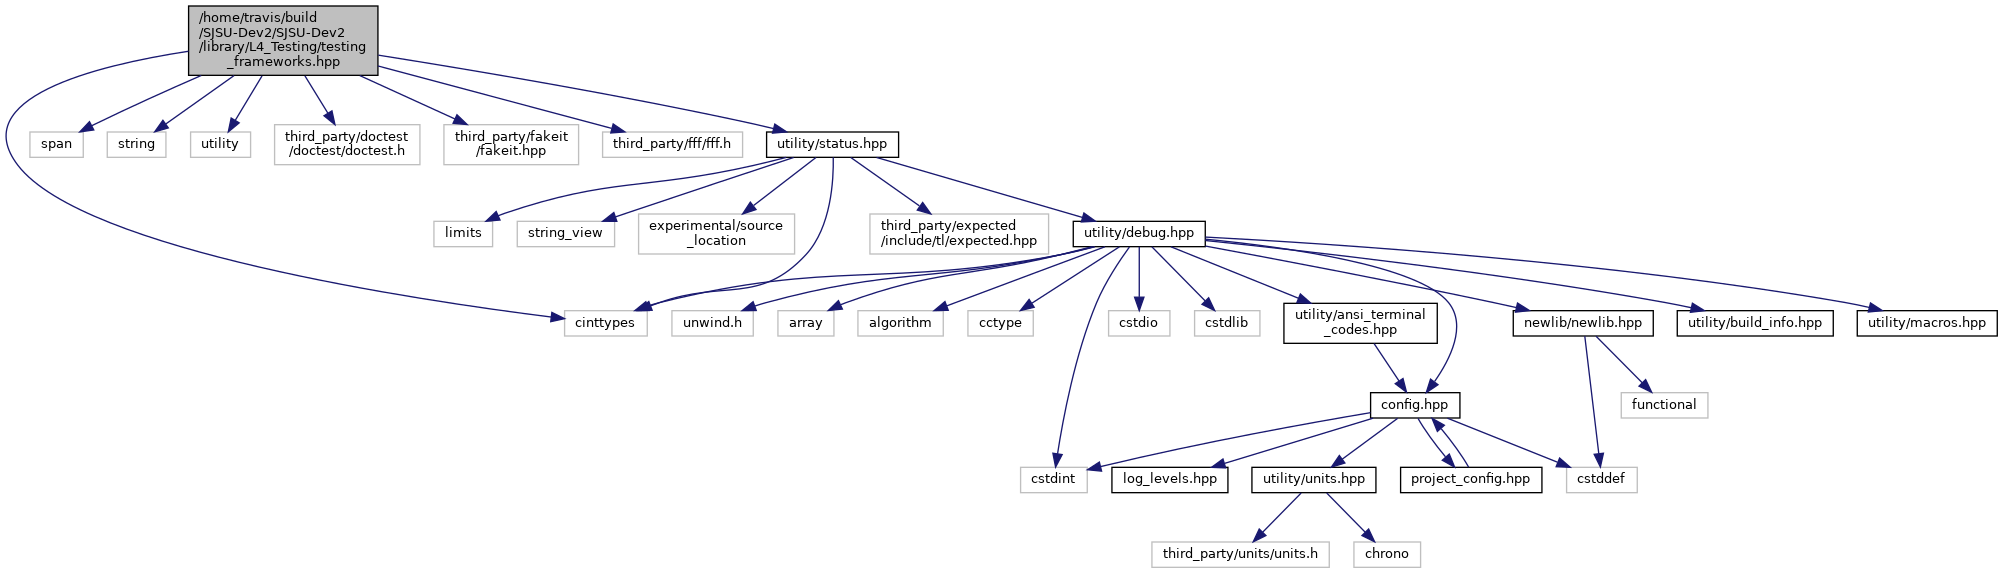 /home/travis/build
/SJSU-Dev2/SJSU-Dev2
/library/L4_Testing/testing
_frameworks.hpp
span
string
utility
third_party/doctest
/doctest/doctest.h
third_party/fakeit
/fakeit.hpp
third_party/fff/fff.h
utility/status.hpp
limits
string_view
experimental/source
_location
third_party/expected
/include/tl/expected.hpp
utility/debug.hpp
cinttypes
unwind.h
array
algorithm
cctype
cstdio
cstdlib
utility/ansi_terminal
_codes.hpp
newlib/newlib.hpp
utility/build_info.hpp
utility/macros.hpp
config.hpp
functional
cstdint
log_levels.hpp
utility/units.hpp
project_config.hpp
cstddef
third_party/units/units.h
chrono